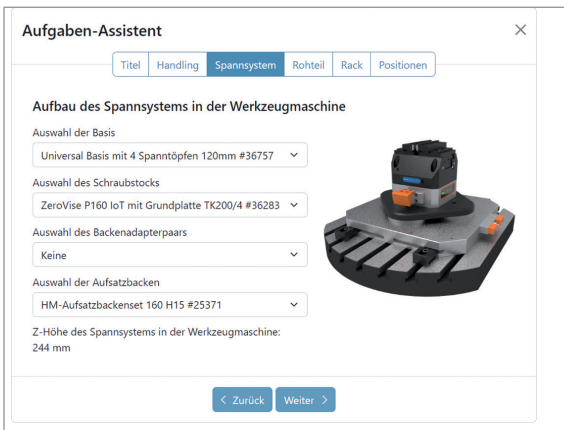 Aufgaben-Assistent
Titel Handling Spannsystem Rohteil Rack Positionen
Aufbau des Spannsystems in der Werkzeugmaschine
Auswahl der Basis
Universal Basis mit 4 Spanntöpfen 120mm #36757
Auswahl des Schraubstocks
ZeroVise P160 IoT mit Grundplatte TK200/4 #36283
Auswahl des Backenadapterpaars
Keine
Auswahl der Aufsatzbacken
HM-Aufsatzbackenset 160 H15 #25371
Z-Höhe des Spannsystems in der Werkzeugmaschine:
244 mm
Zurück Weiter